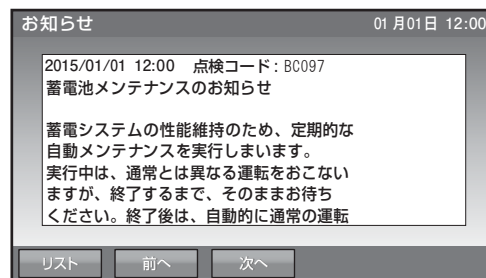 お知らせ 01月01日 12:00
2015/01/01 12:00 点検コード：BC097
蓄電池メンテナンスのお知らせ
蓄電システムの性能維持のため、定期的な
自動メンテナンスを実行しまいます。
実行中は、通常とは異なる運転をおこない
ますが、終了するまで、そのままお待ち
ください。終了後は、自動的に通常の運転
リスト 前へ 次へ